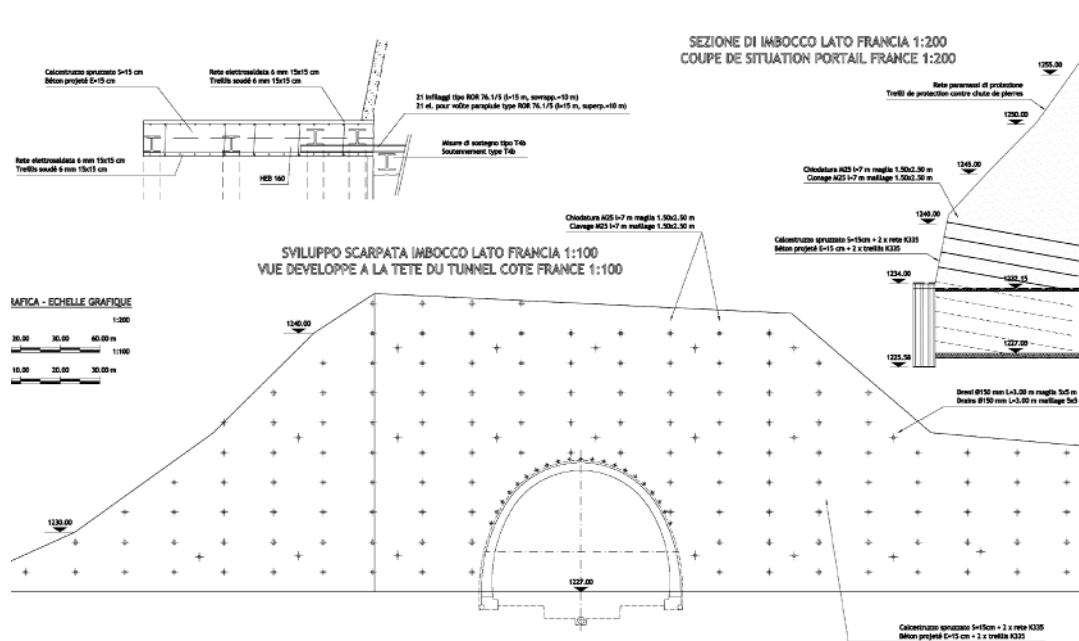 SEZIONE DI IMBOCCO LATO FRANCIA 1:200
COUPE DE SITUATION PORTAIL FRANCE 1:200
Calcestruzzo spruzzato S=15 cm
Béton projeté E=15 cm
Rete elettrosaldata 6 mm 15x15 cm
Treillis soudé 6 mm 15x15 cm
21 infilaggi tipo ROR 76.1/5 (l=15 m, sovrapp.=10 m)
21 el. pour voûte parapluie type ROR 76.1/5 (l=15 m, superp.=10 m)
Misure di sostegno tipo T4b
Soutennement type T4b
Rete elettrosaldata 6 mm 15x15 cm
Treillis soudé 6 mm 15x15 cm
HEB 160
1255.00
Rete paramassi di protezione
Treilli de protection contre chute de pierres
1250.00
1245.00
Chiodatura M25 l=7 m maglia 1.50x2.50 m
Clonage M25 l=7 m maillage 1.50x2.50 m
1240.00
Calcestruzzo spruzzato S=15cm + 2 x rete K335
Béton projeté E=15 cm + 2 x treillis K335
1234.00
1232.15
1227.00
1225.50
Chiodatura M25 l=7 m maglia 1.50x2.50 m
Clavage M25 l=7 m maillage 1.50x2.50 m
SVILUPPO SCARPATA IMBOCCO LATO FRANCIA 1:100
VUE DEVELOPPE A LA TETE DU TUNNEL COTE FRANCE 1:100
RAFICA - ECHELLE GRAFIQUE
1:200
20.00 30.00 60.00 m
1:100
10.00 20.00 30.00 m
1240.00
1230.00
1227.00
Dreni Ø150 mm L=3.00 m maglia 5x5 m
Drains Ø150 mm L=3.00 m maillage 5x5
Calcestruzzo spruzzato S=15cm + 2 x rete K335
Béton projeté E=15 cm + 2 x treillis K335